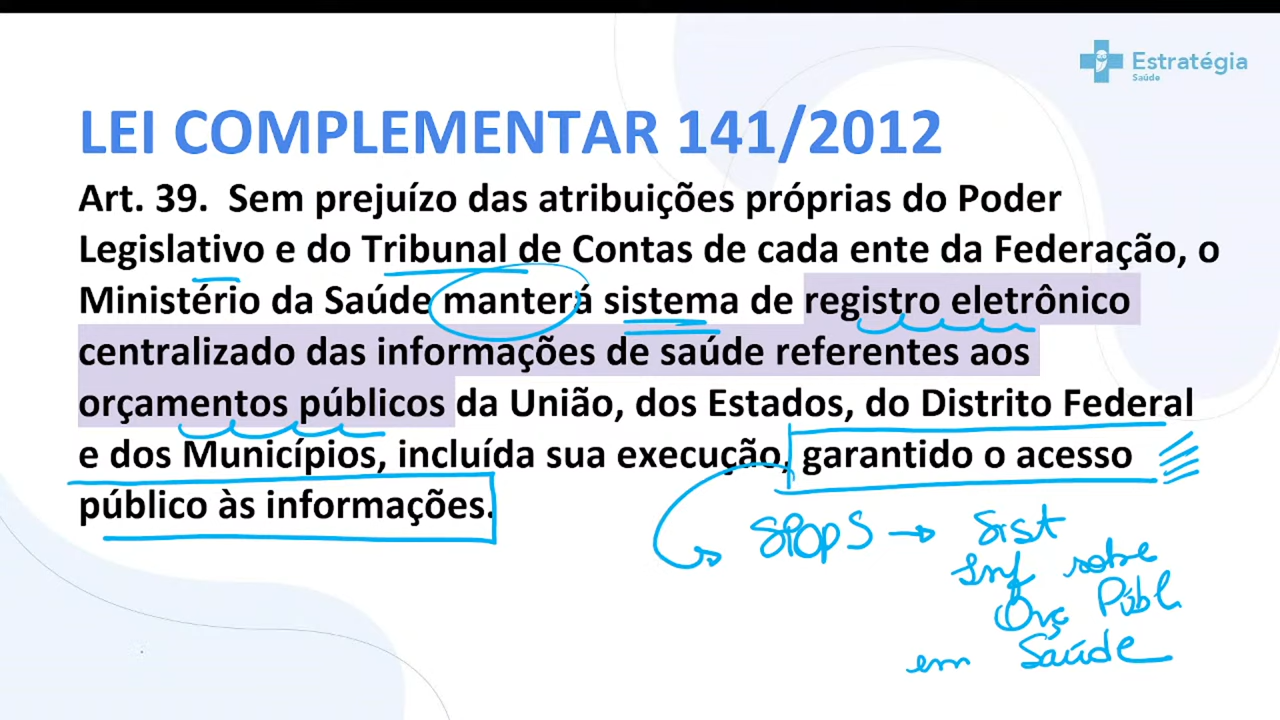 Estratégia
Saúde
LEI COMPLEMENTAR 141/2012
Art. 39. Sem prejuízo das atribuições próprias do Poder
Legislativo e do Tribunal de Contas de cada ente da Federação, o
Ministério da Saúde manterá sistema de registro eletrônico
centralizado das informações de saúde referentes aos
orçamentos públicos da União, dos Estados, do Distrito Federal
e dos Municípios, incluída sua execução, garantido o acesso
público às informações.
SIOPS → Sist
Inf sobre
Orç Públ
em Saúde